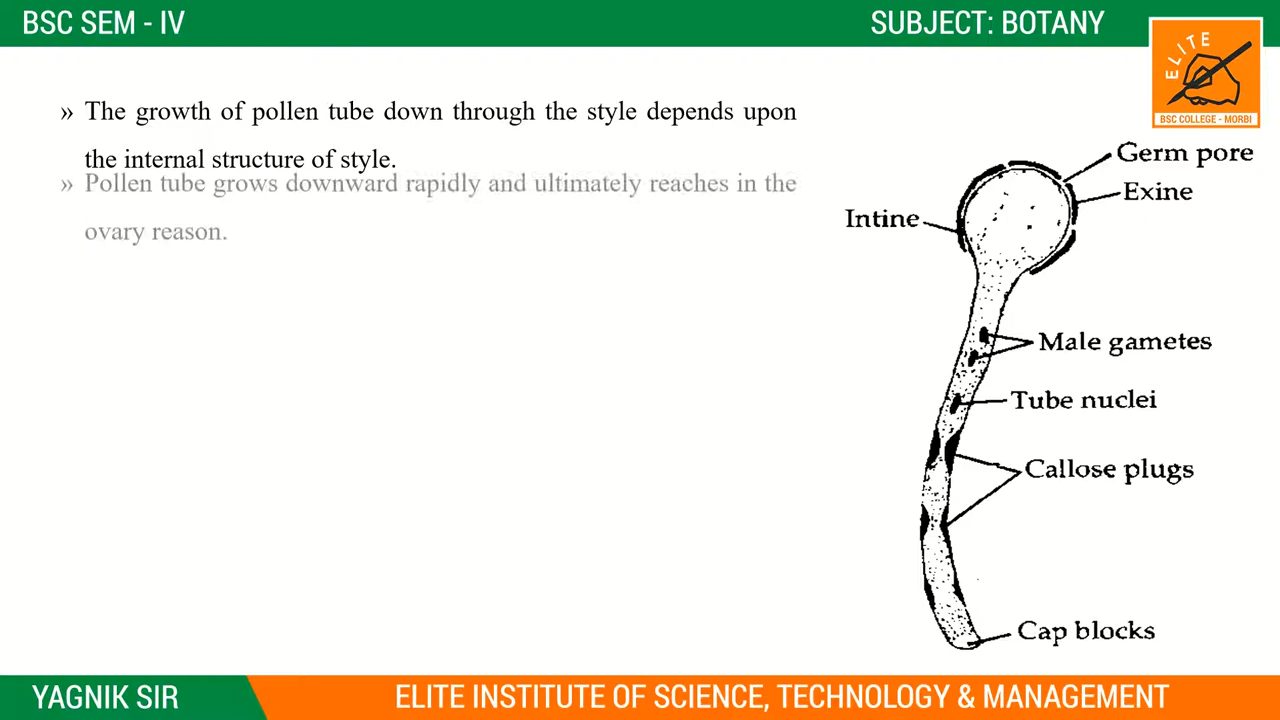 BSC SEM - IV
SUBJECT: BOTANY
ELITE
BSC COLLEGE - MORBI
» The growth of pollen tube down through the style depends upon
the internal structure of style.
» Pollen tube grows downward rapidly and ultimately reaches in the
ovary reason.
Germ pore
Exine
Intine
Male gametes
Tube nuclei
Callose plugs
Cap blocks
YAGNIK SIR
ELITE INSTITUTE OF SCIENCE, TECHNOLOGY & MANAGEMENT